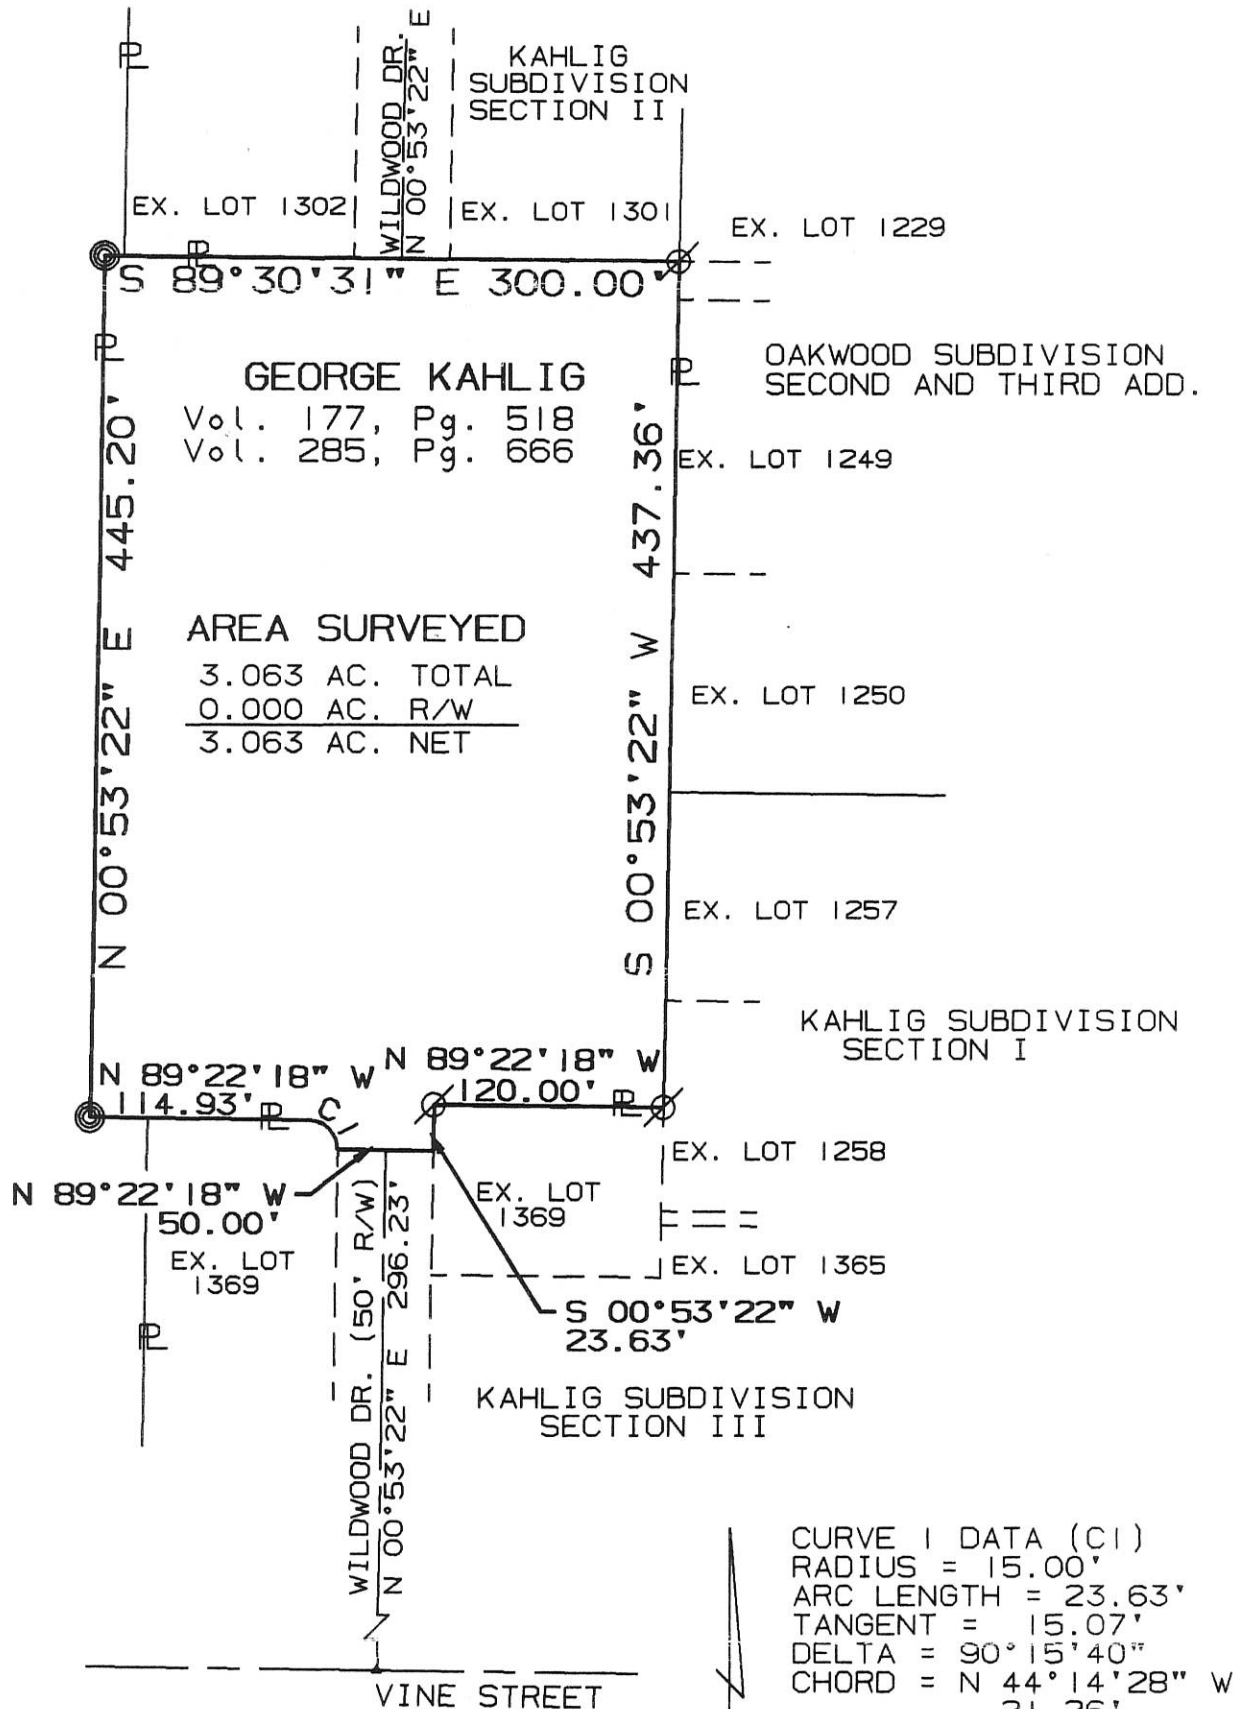 KAHLIG
SUBDIVISION
SECTION II
WILDWOOD DR.
N 00°53'22" E
EX. LOT 1302
EX. LOT 1301
EX. LOT 1229
S 89°30'31" E 300.00'
OAKWOOD SUBDIVISION
SECOND AND THIRD ADD.
GEORGE KAHLIG
Vol. 177, Pg. 518
Vol. 285, Pg. 666
N 00°53'22" E 445.20'
S 00°53'22" W 437.36'
EX. LOT 1249
AREA SURVEYED
3.063 AC. TOTAL
0.000 AC. R/W
3.063 AC. NET
EX. LOT 1250
EX. LOT 1257
KAHLIG SUBDIVISION
SECTION I
N 89°22'18" W
114.93'
C1
N 89°22'18" W
120.00'
PL
PL
PL
PL
PL
PL
PL
EX. LOT 1258
N 89°22'18" W
50.00'
EX. LOT
1369
EX. LOT
1369
EX. LOT 1365
S 00°53'22" W
23.63'
WILDWOOD DR. (50' R/W)
N 00°53'22" E 296.23'
KAHLIG SUBDIVISION
SECTION III
VINE STREET
CURVE 1 DATA (C1)
RADIUS = 15.00'
ARC LENGTH = 23.63'
TANGENT = 15.07'
DELTA = 90°15'40"
CHORD = N 44°14'28" W